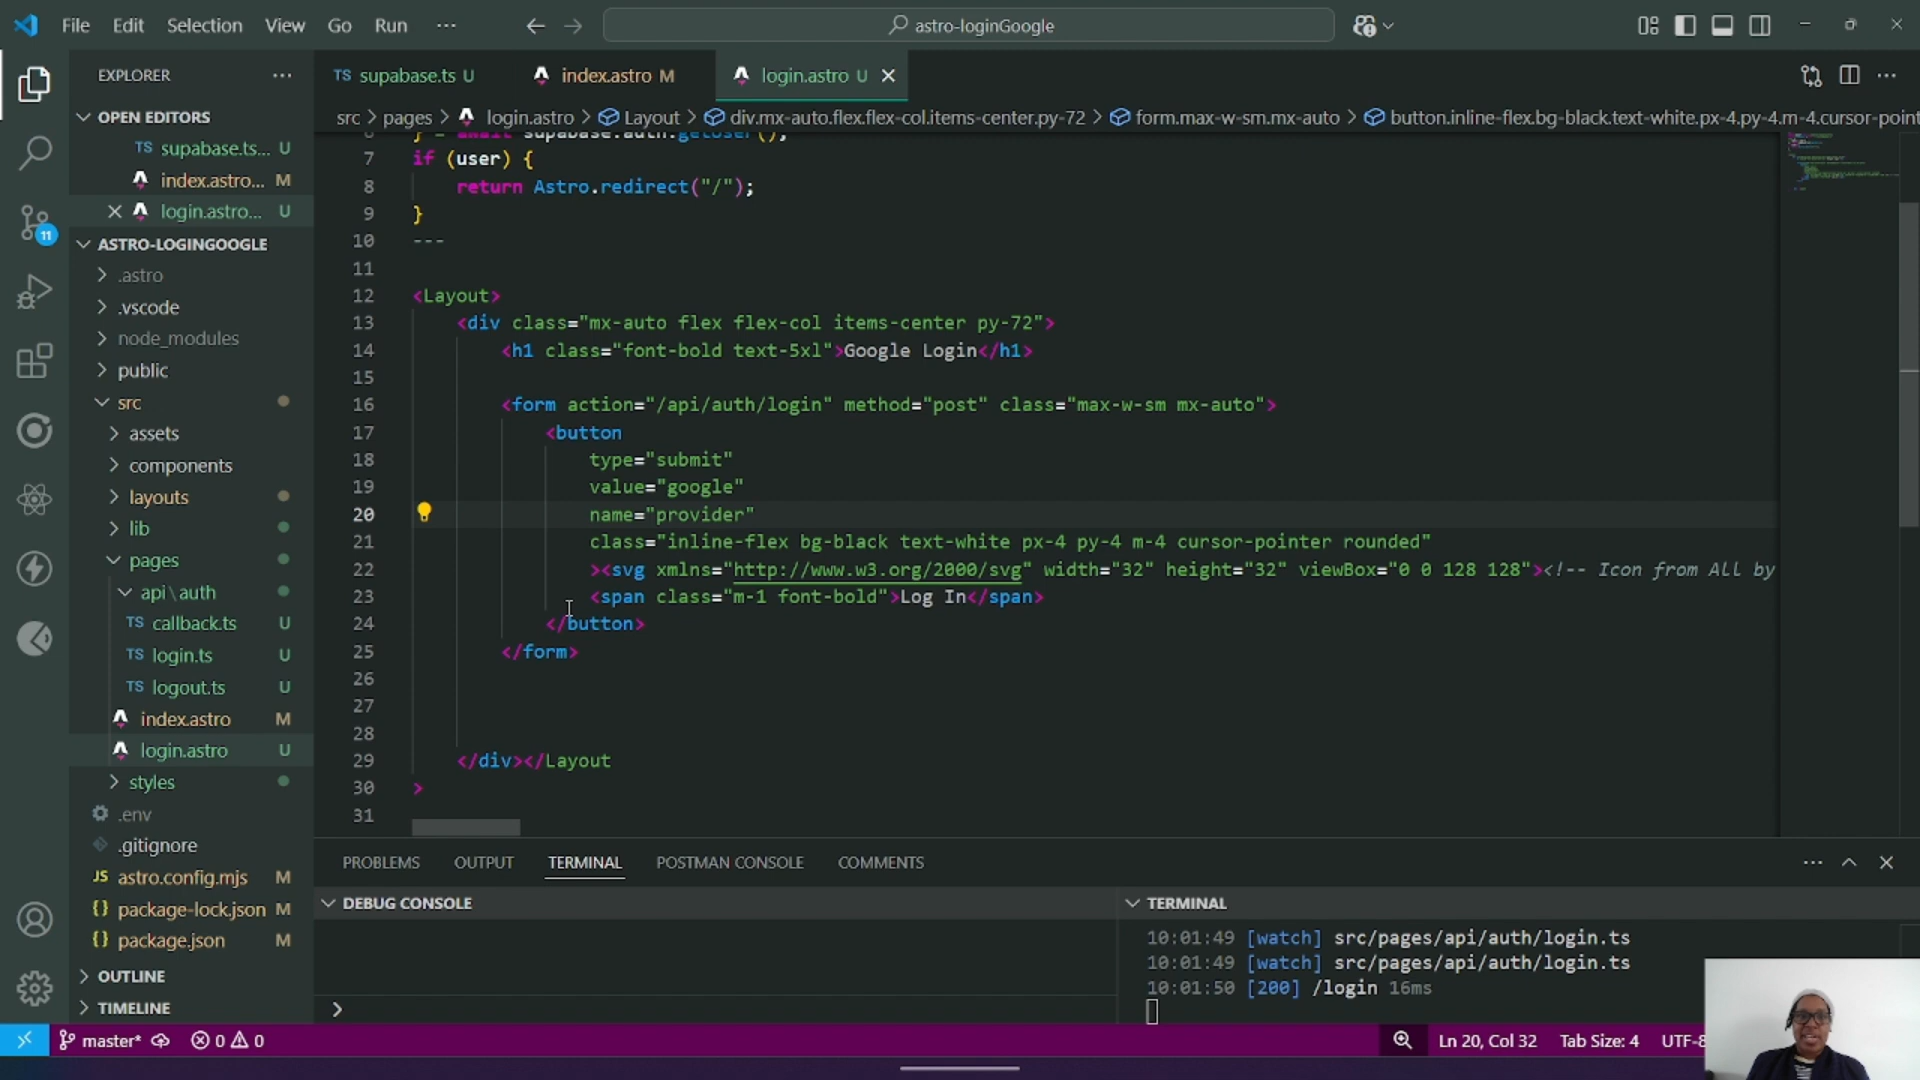 File Edit Selection View Go Run ··· astro-loginGoogle
EXPLORER ···
OPEN EDITORS
TS supabase.ts... U
index.astro... M
login.astro... U
11
ASTRO-LOGINGOOGLE
.astro
.vscode
node_modules
public
src
assets
components
layouts
lib
pages
api\auth
TS callback.ts U
TS login.ts U
TS logout.ts U
index.astro M
login.astro U
styles
.env
.gitignore
JS astro.config.mjs M
{} package-lock.json M
{} package.json M
OUTLINE
TIMELINE
TS supabase.ts U index.astro M login.astro U
src > pages > login.astro > Layout > div.mx-auto.flex.flex-col.items-center.py-72 > form.max-w-sm.mx-auto > button.inline-flex.bg-black.text-white.px-4.py-4.m-4.cursor-point
6 } = await supabase.auth.getUser();
7 if (user) {
8 return Astro.redirect("/");
9 }
10 ---
11
12 <Layout>
13 <div class="mx-auto flex flex-col items-center py-72">
14 <h1 class="font-bold text-5xl">Google Login</h1>
15
16 <form action="/api/auth/login" method="post" class="max-w-sm mx-auto">
17 <button
18 type="submit"
19 value="google"
20 name="provider"
21 class="inline-flex bg-black text-white px-4 py-4 m-4 cursor-pointer rounded"
22 ><svg xmlns="http://www.w3.org/2000/svg" width="32" height="32" viewBox="0 0 128 128"><!-- Icon from All by
23 <span class="m-1 font-bold">Log In</span>
24 </button>
25 </form>
26
27
28
29 </div></Layout
30 >
31
PROBLEMS OUTPUT TERMINAL POSTMAN CONSOLE COMMENTS
DEBUG CONSOLE
>
TERMINAL
10:01:49 [watch] src/pages/api/auth/login.ts
10:01:49 [watch] src/pages/api/auth/login.ts
10:01:50 [200] /login 16ms
master* 0 0 Ln 20, Col 32 Tab Size: 4 UTF-8